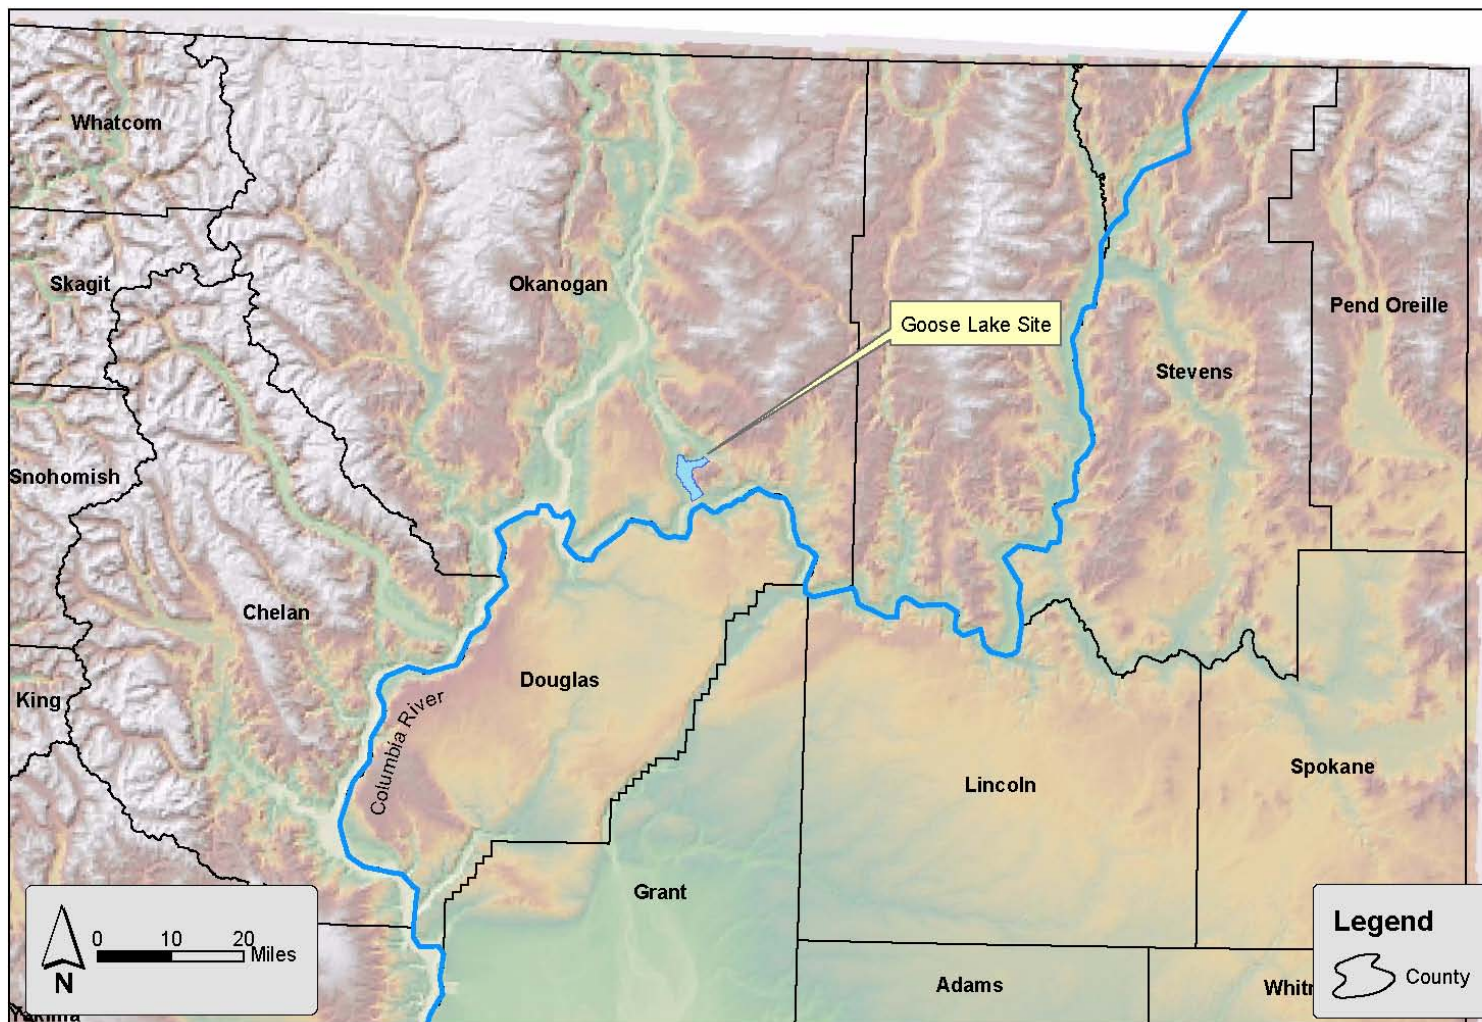 Whatcom
Skagit
Okanogan
Goose Lake Site
Pend Oreille
Stevens
Snohomish
Chelan
King
Douglas
Columbia River
Lincoln
Spokane
Grant
Adams
0 10 20
Miles
N
Legend
County